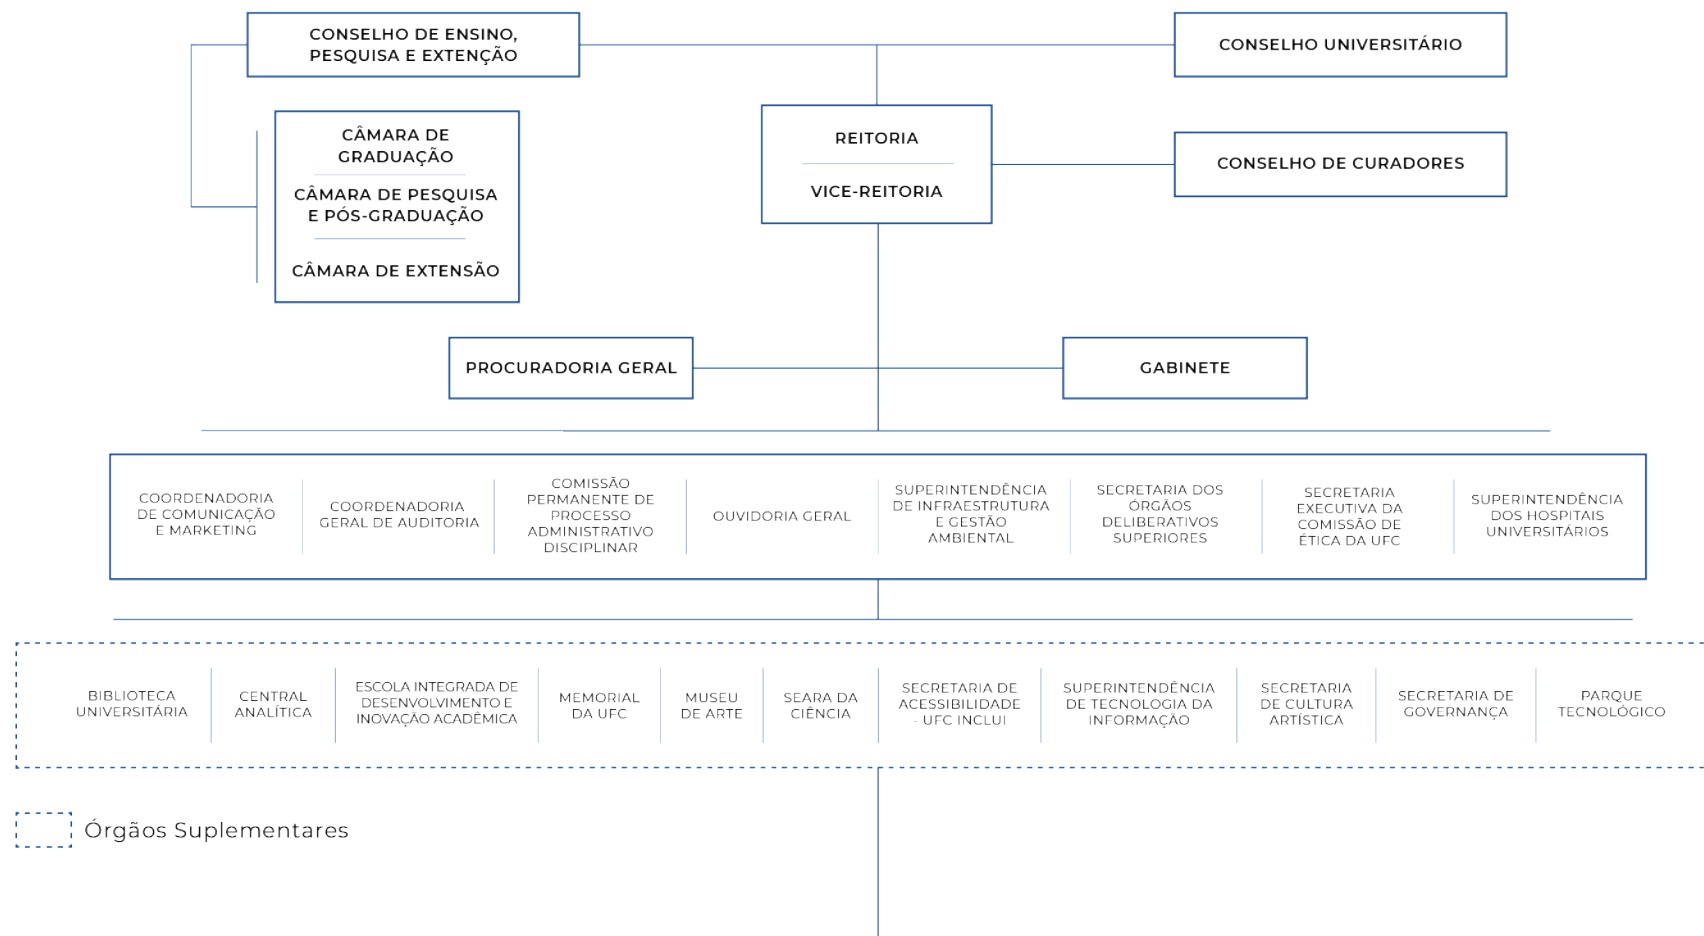 CONSELHO DE ENSINO,
PESQUISA E EXTENÇÃO
CONSELHO UNIVERSITÁRIO
CÂMARA DE
GRADUAÇÃO
CÂMARA DE PESQUISA
E PÓS-GRADUAÇÃO
CÂMARA DE EXTENSÃO
REITORIA
VICE-REITORIA
CONSELHO DE CURADORES
PROCURADORIA GERAL
GABINETE
COORDENADORIA
DE COMUNICAÇÃO
E MARKETING
COORDENADORIA
GERAL DE AUDITORIA
COMISSÃO
PERMANENTE DE
PROCESSO
ADMINISTRATIVO
DISCIPLINAR
OUVIDORIA GERAL
SUPERINTENDÊNCIA
DE INFRAESTRUTURA
E GESTÃO
AMBIENTAL
SECRETARIA DOS
ÓRGÃOS
DELIBERATIVOS
SUPERIORES
SECRETARIA
EXECUTIVA DA
COMISSÃO DE
ÉTICA DA UFC
SUPERINTENDÊNCIA
DOS HOSPITAIS
UNIVERSITÁRIOS
BIBLIOTECA
UNIVERSITÁRIA
CENTRAL
ANALÍTICA
ESCOLA INTEGRADA DE
DESENVOLVIMENTO E
INOVAÇÃO ACADÊMICA
MEMORIAL
DA UFC
MUSEU
DE ARTE
SEARA DA
CIÊNCIA
SECRETARIA DE
ACESSIBILIDADE
- UFC INCLUI
SUPERINTENDÊNCIA
DE TECNOLOGIA DA
INFORMAÇÃO
SECRETARIA
DE CULTURA
ARTÍSTICA
SECRETARIA DE
GOVERNANÇA
PARQUE
TECNOLÓGICO
Órgãos Suplementares